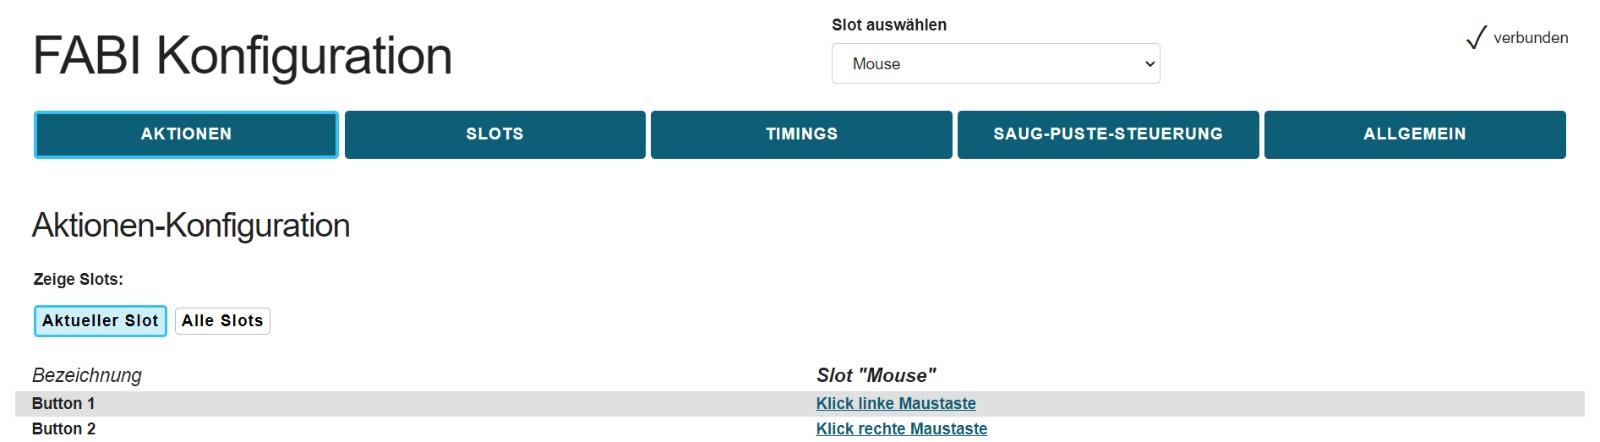 FABI Konfiguration
Slot auswählen
Mouse
verbunden
AKTIONEN
SLOTS
TIMINGS
SAUG-PUSTE-STEUERUNG
ALLGEMEIN
Aktionen-Konfiguration
Zeige Slots:
Aktueller Slot
Alle Slots
Bezeichnung
Slot "Mouse"
Button 1
Klick linke Maustaste
Button 2
Klick rechte Maustaste